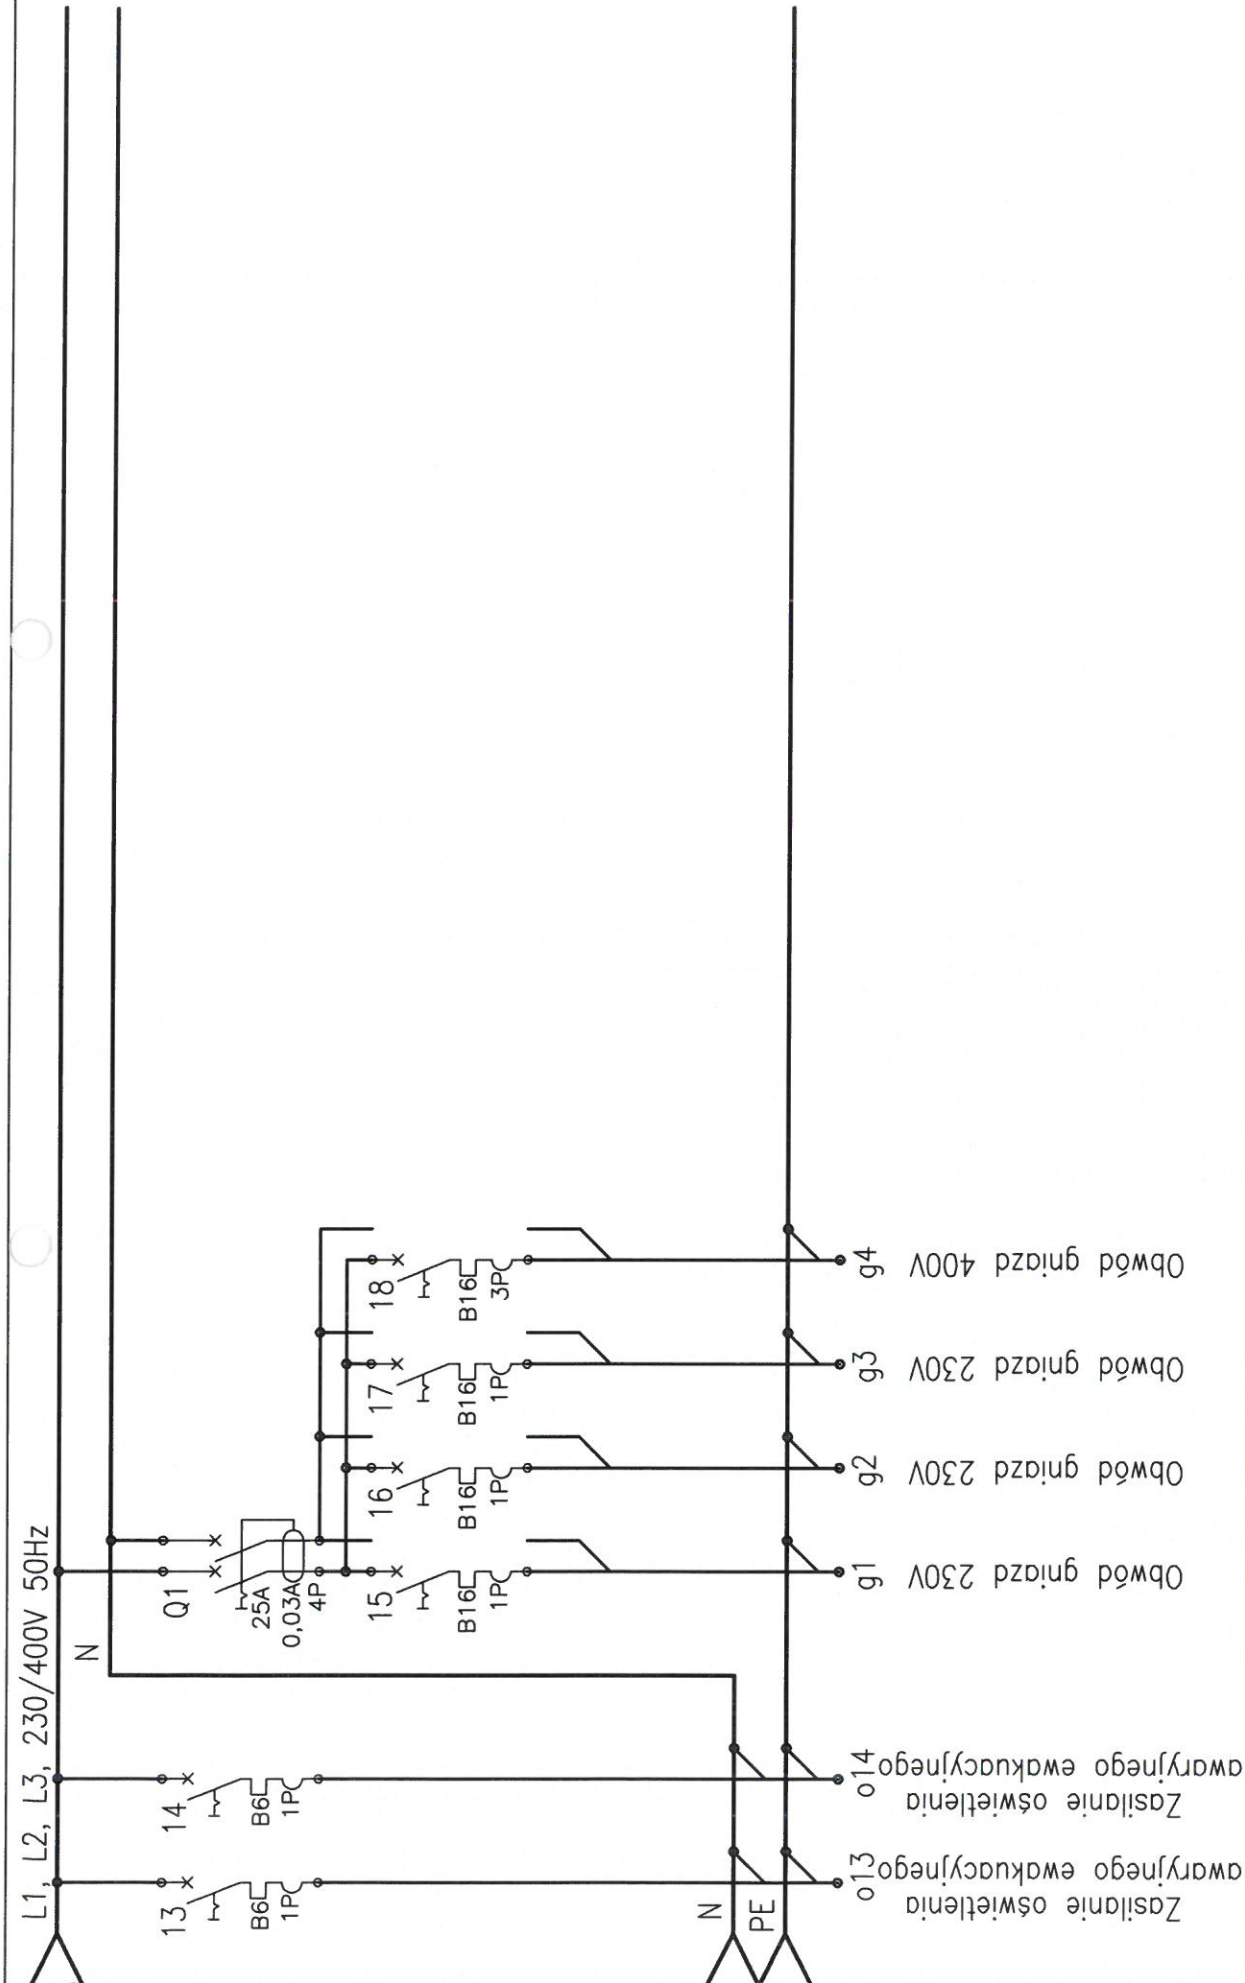 L1, L2, L3, 230/400V 50Hz
N
13
B6
1P
14
B6
1P
Q1
25A
0,03A
4P
15
B16
1P
16
B16
1P
17
B16
1P
18
B16
3P
N
PE
o13
Zasilanie oświetlenia
awaryjnego ewakuacyjnego
o14
Zasilanie oświetlenia
awaryjnego ewakuacyjnego
g1
Obwód gniazd 230V
g2
Obwód gniazd 230V
g3
Obwód gniazd 230V
g4
Obwód gniazd 400V